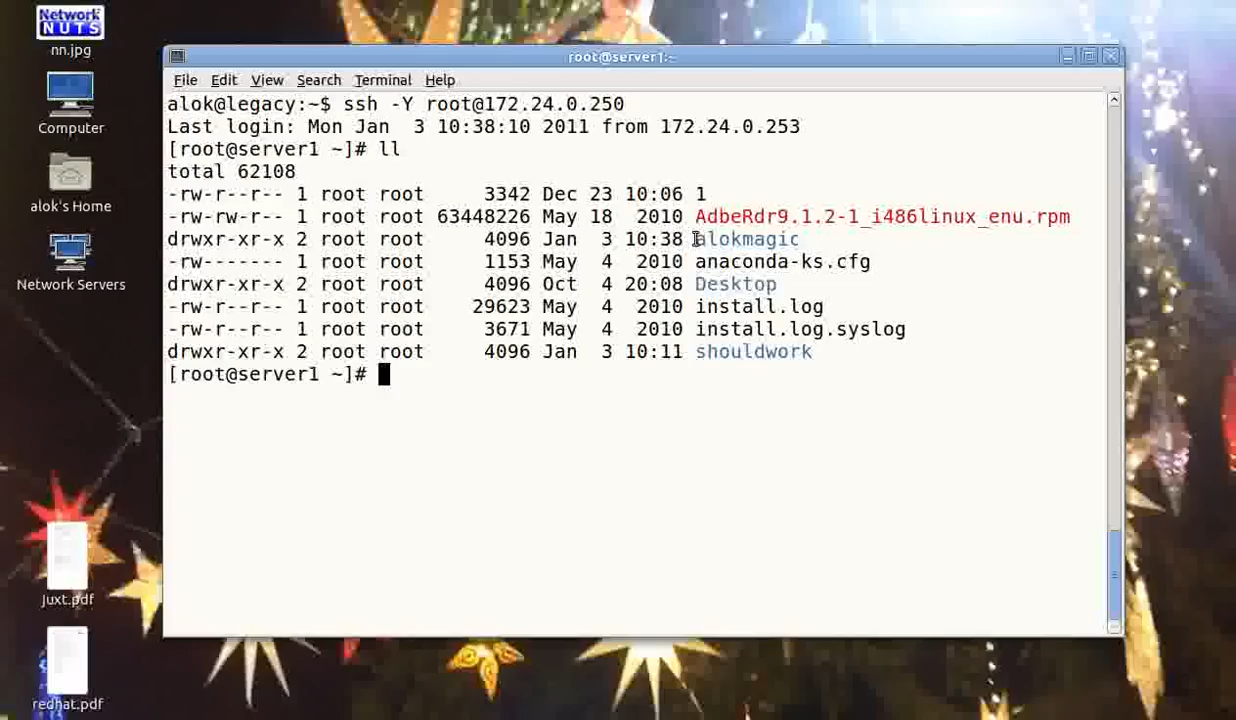 Network
NUTS
nn.jpg
Computer
alok's Home
Network Servers
Juxt.pdf
redhat.pdf
root@server1:~
File Edit View Search Terminal Help
alok@legacy:~$ ssh -Y root@172.24.0.250
Last login: Mon Jan  3 10:38:10 2011 from 172.24.0.253
[root@server1 ~]# ll
total 62108
-rw-r--r-- 1 root root     3342 Dec 23 10:06 1
-rw-rw-r-- 1 root root 63448226 May 18  2010 AdbeRdr9.1.2-1_i486linux_enu.rpm
drwxr-xr-x 2 root root     4096 Jan  3 10:38 alokmagic
-rw------- 1 root root     1153 May  4  2010 anaconda-ks.cfg
drwxr-xr-x 2 root root     4096 Oct  4 20:08 Desktop
-rw-r--r-- 1 root root    29623 May  4  2010 install.log
-rw-r--r-- 1 root root     3671 May  4  2010 install.log.syslog
drwxr-xr-x 2 root root     4096 Jan  3 10:11 shouldwork
[root@server1 ~]#